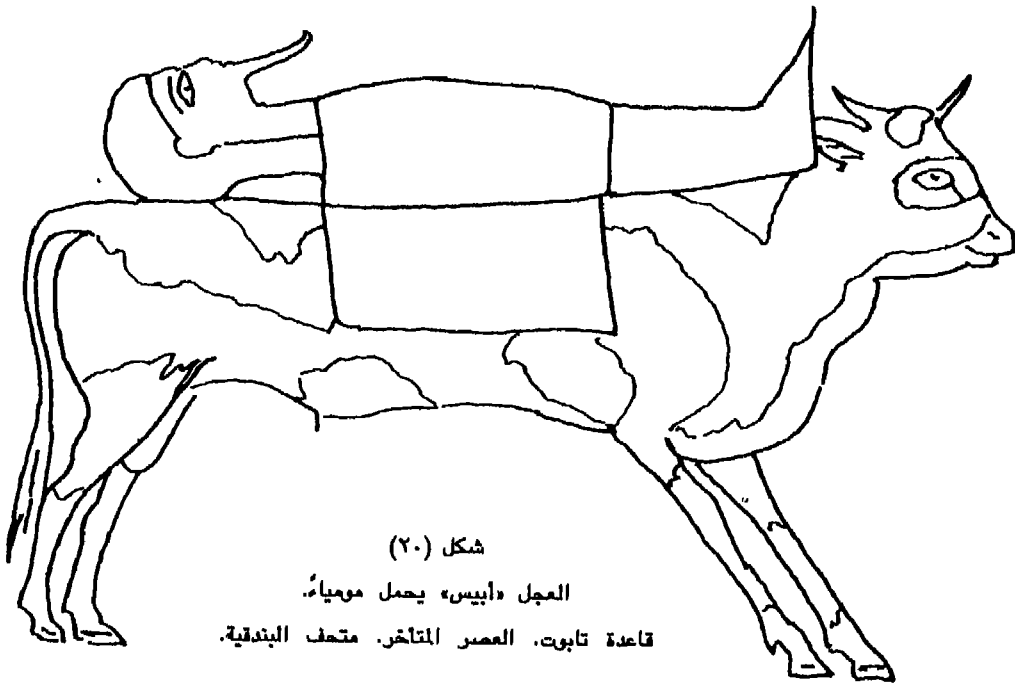 شكل (٢٠)
العجل «أبيس» يحمل مومياءً.
قاعدة تابوت. العصر المتأخر. متحف البندقية.